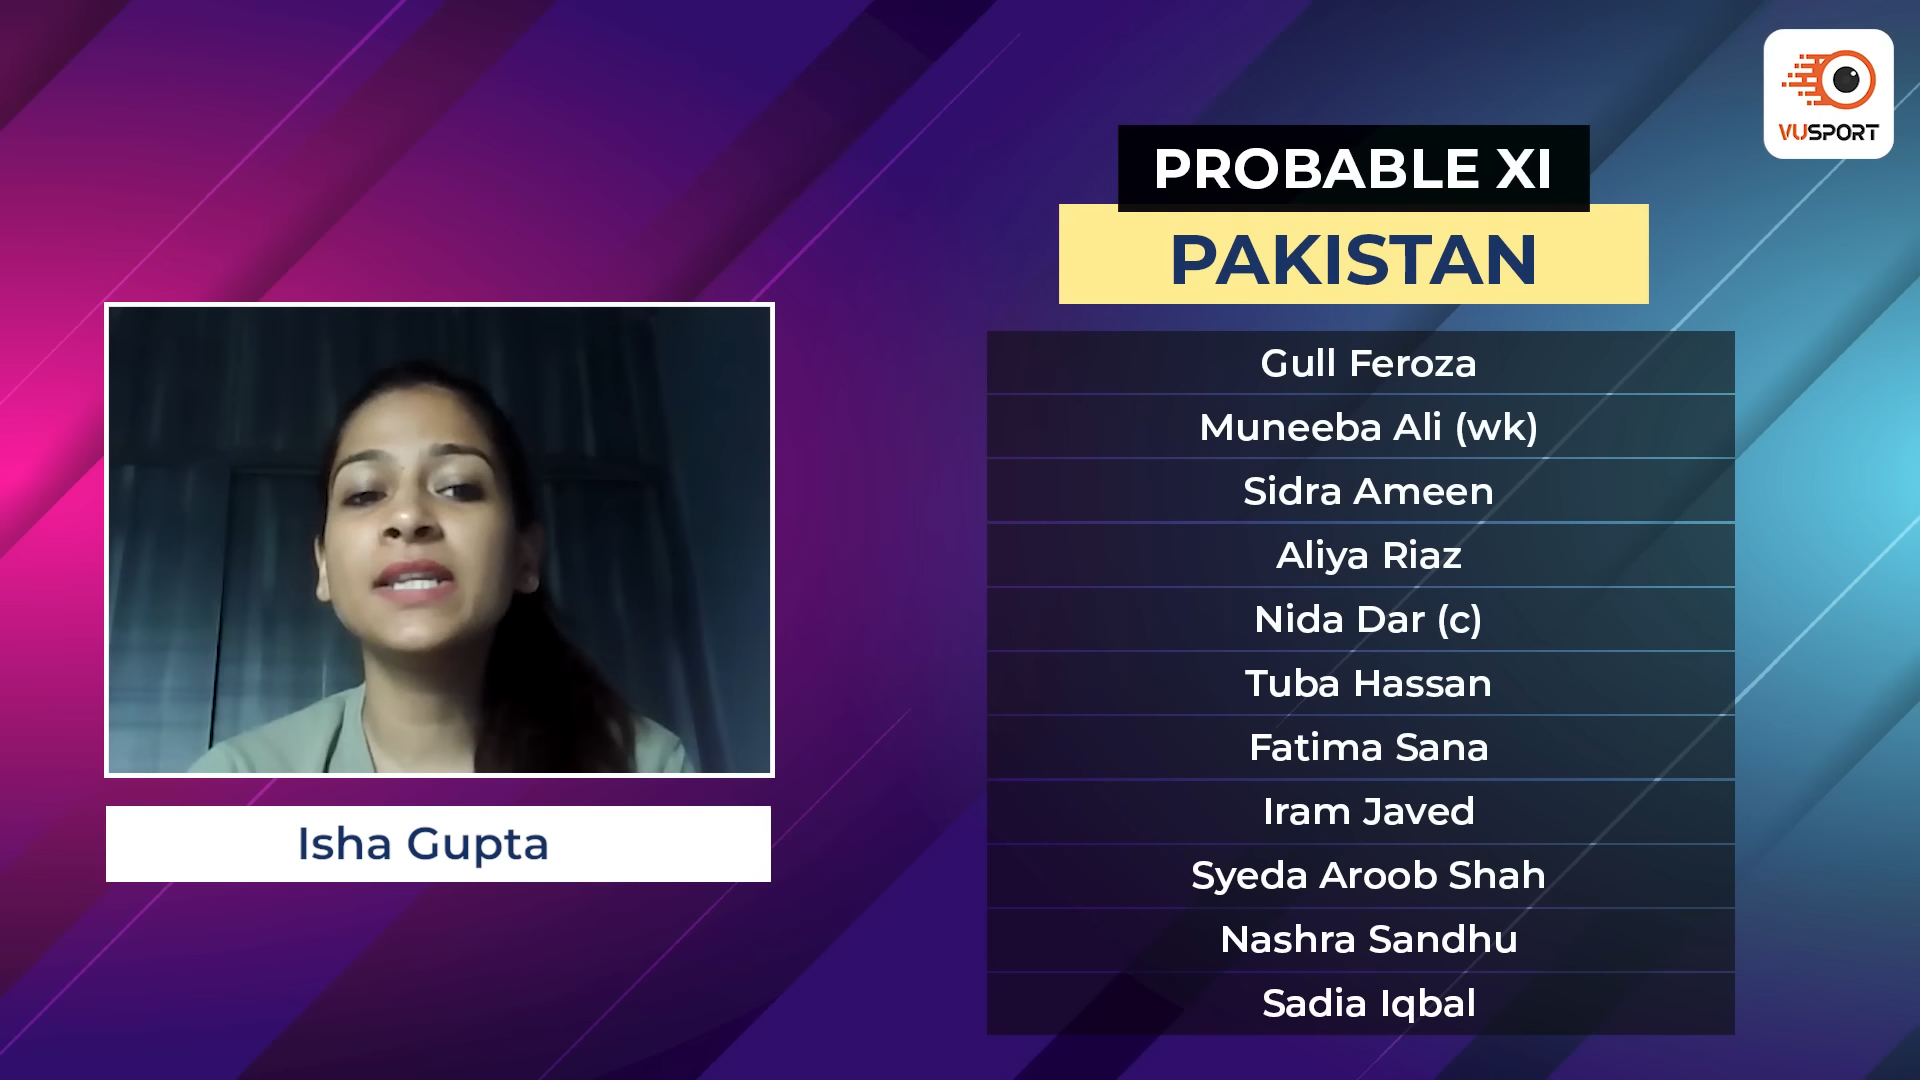 VUSPORT
PROBABLE XI
PAKISTAN
Gull Feroza
Muneeba Ali (wk)
Sidra Ameen
Aliya Riaz
Nida Dar (c)
Tuba Hassan
Fatima Sana
Iram Javed
Syeda Aroob Shah
Nashra Sandhu
Sadia Iqbal
Isha Gupta